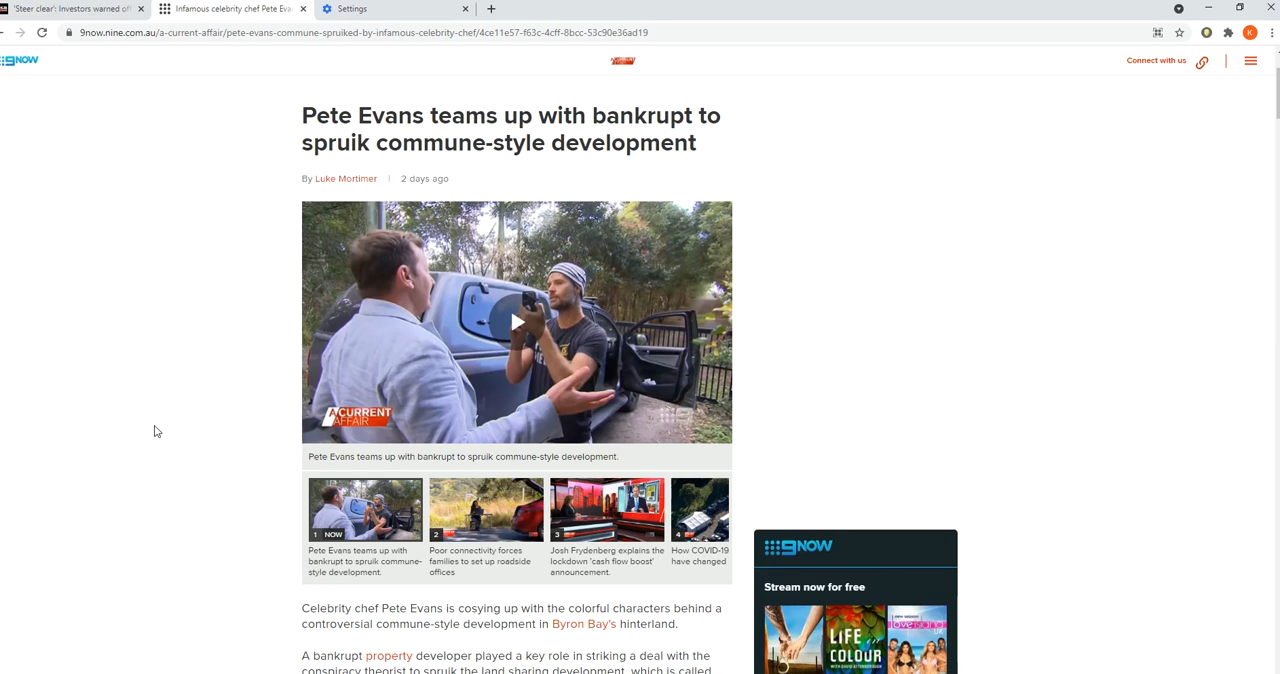 'Steer clear': Investors warned of
Infamous celebrity chef Pete Eva
Settings
9now.nine.com.au/a-current-affair/pete-evans-commune-spruiked-by-infamous-celebrity-chef/4ce11e57-f63c-4cff-8bcc-53c90e36ad19
K
9NOW
A CURRENT AFFAIR
Connect with us
Pete Evans teams up with bankrupt to
spruik commune-style development
By Luke Mortimer | 2 days ago
A CURRENT
AFFAIR
Pete Evans teams up with bankrupt to spruik commune-style development.
1 NOW
2
3
4
Pete Evans teams up with
bankrupt to spruik commune-
style development.
Poor connectivity forces
families to set up roadside
offices
Josh Frydenberg explains the
lockdown 'cash flow boost'
announcement.
How COVID-19
have changed
9NOW
Stream now for free
LIFE
IN
COLOUR
love island
Celebrity chef Pete Evans is cosying up with the colorful characters behind a
controversial commune-style development in Byron Bay's hinterland.
A bankrupt property developer played a key role in striking a deal with the
conspiracy theorist to spruik the land sharing development, which is called